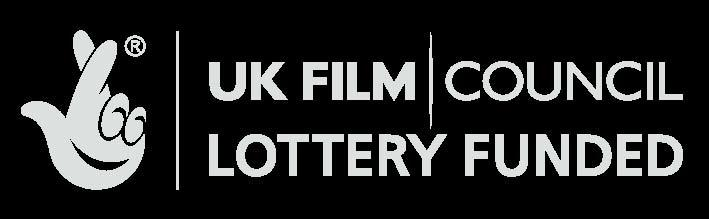 ®
UK FILM COUNCIL
LOTTERY FUNDED